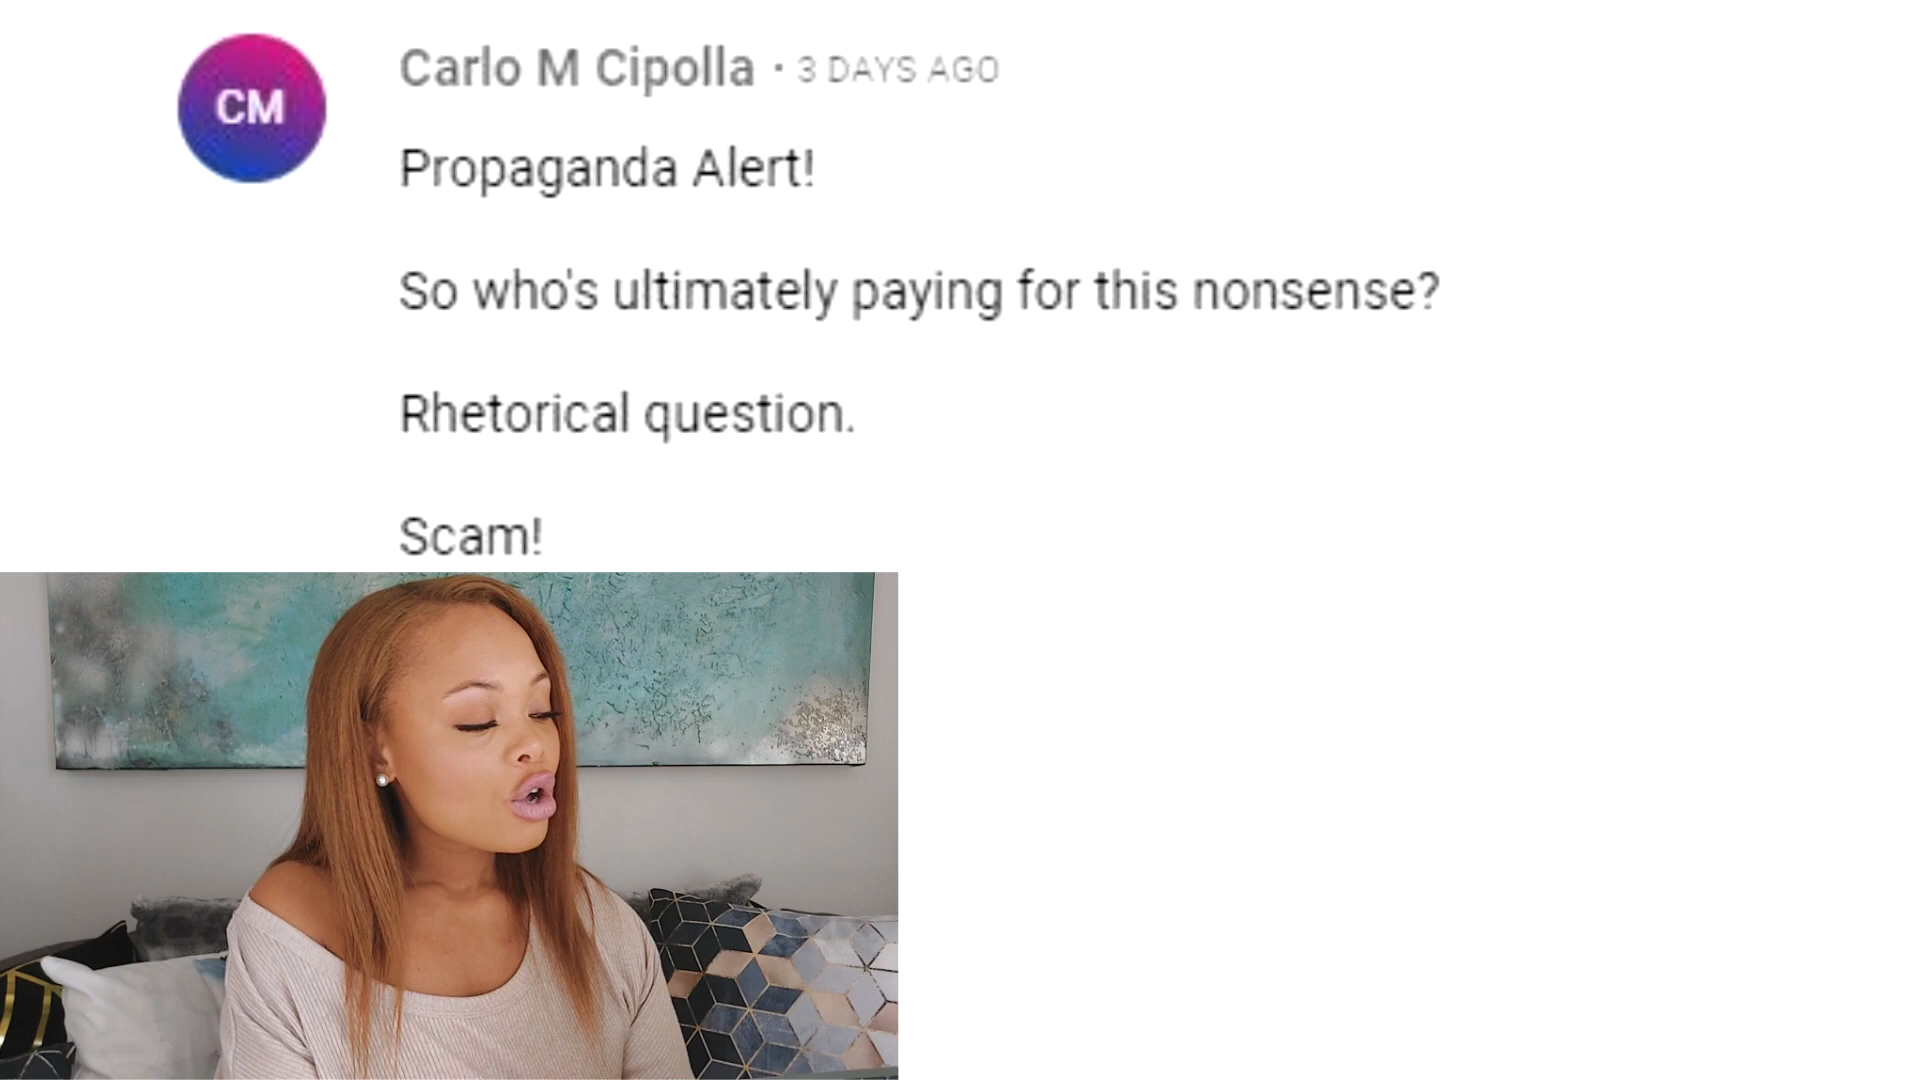 CM
Carlo M Cipolla · 3 DAYS AGO
Propaganda Alert!
So who's ultimately paying for this nonsense?
Rhetorical question.
Scam!